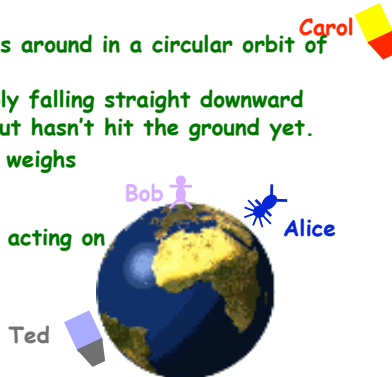 Carol
s around in a circular orbit of
ly falling straight downward
ut hasn't hit the ground yet.
weighs
Bob
Alice
acting on
Ted